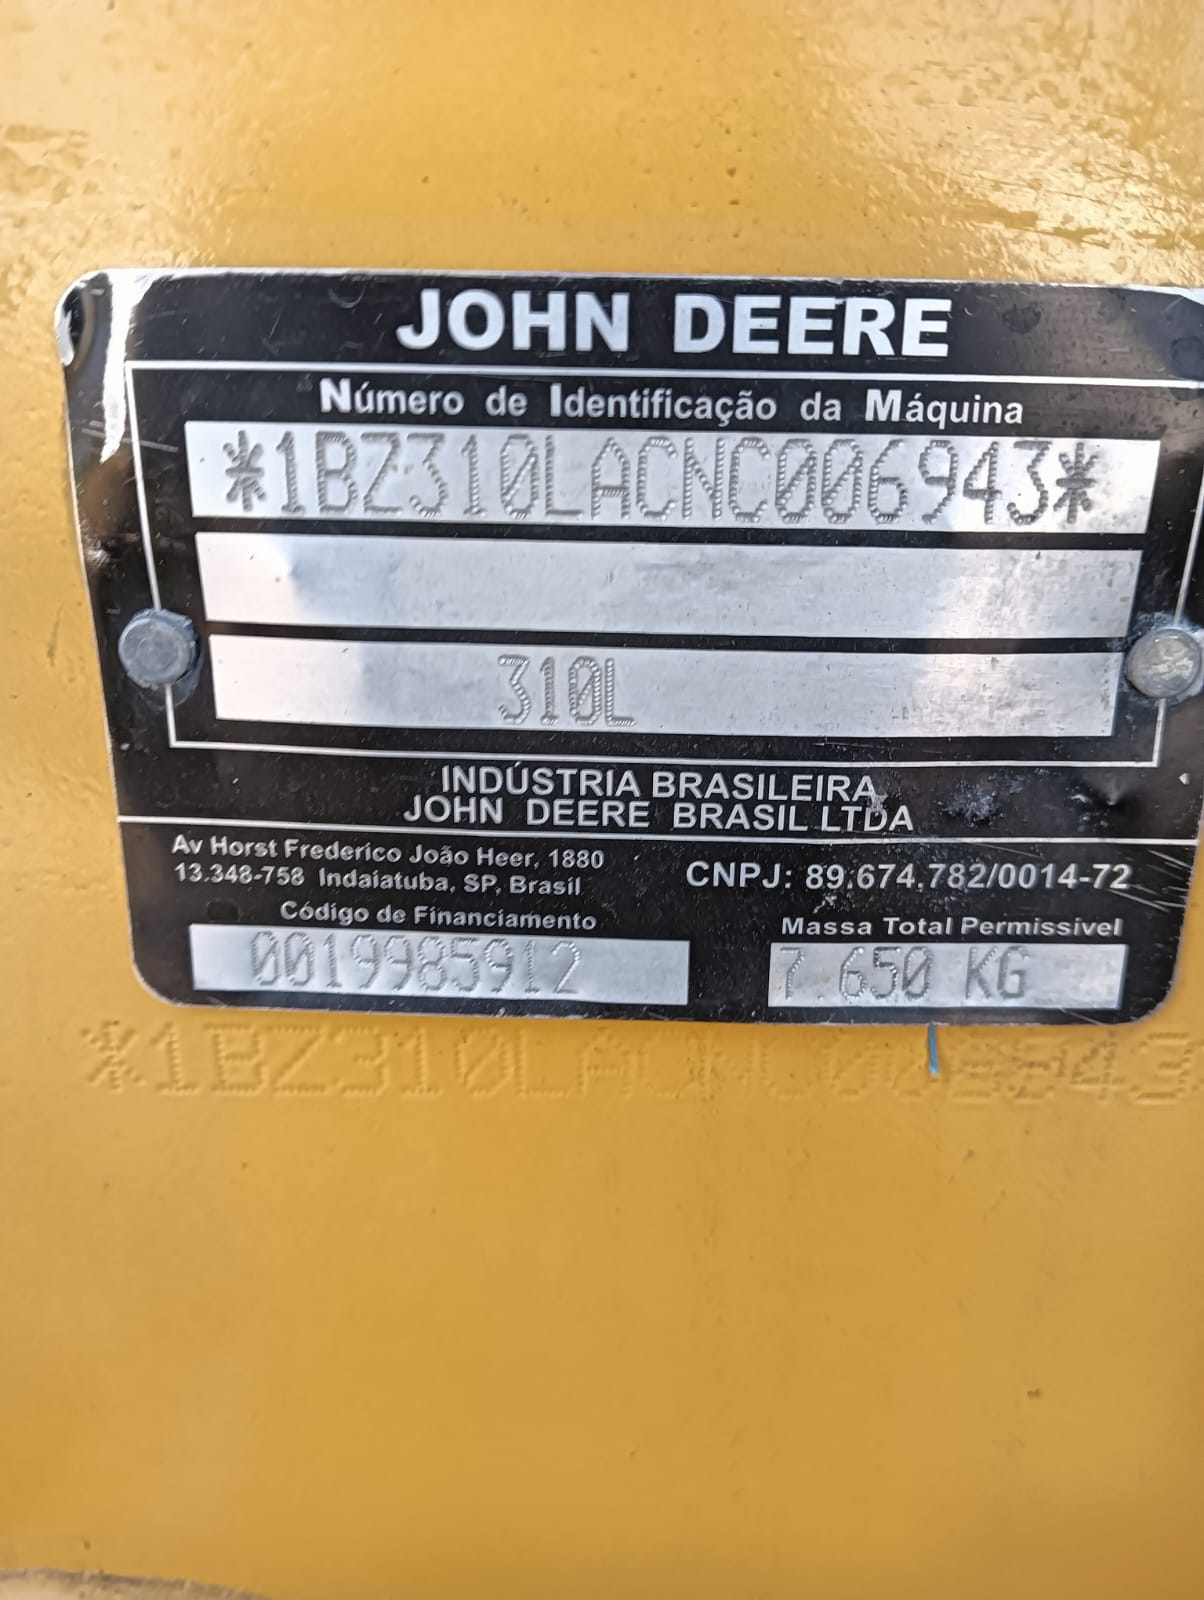 JOHN DEERE
Número de Identificação da Máquina
*1BZ310LACNC006943*
310L
INDÚSTRIA BRASILEIRA
JOHN DEERE BRASIL LTDA
Av Horst Frederico João Heer, 1880
13.348-758 Indaiatuba, SP, Brasil
CNPJ: 89.674.782/0014-72
Código de Financiamento
0019985912
Massa Total Permissivel
7.650 KG
*1BZ310LACNC006943